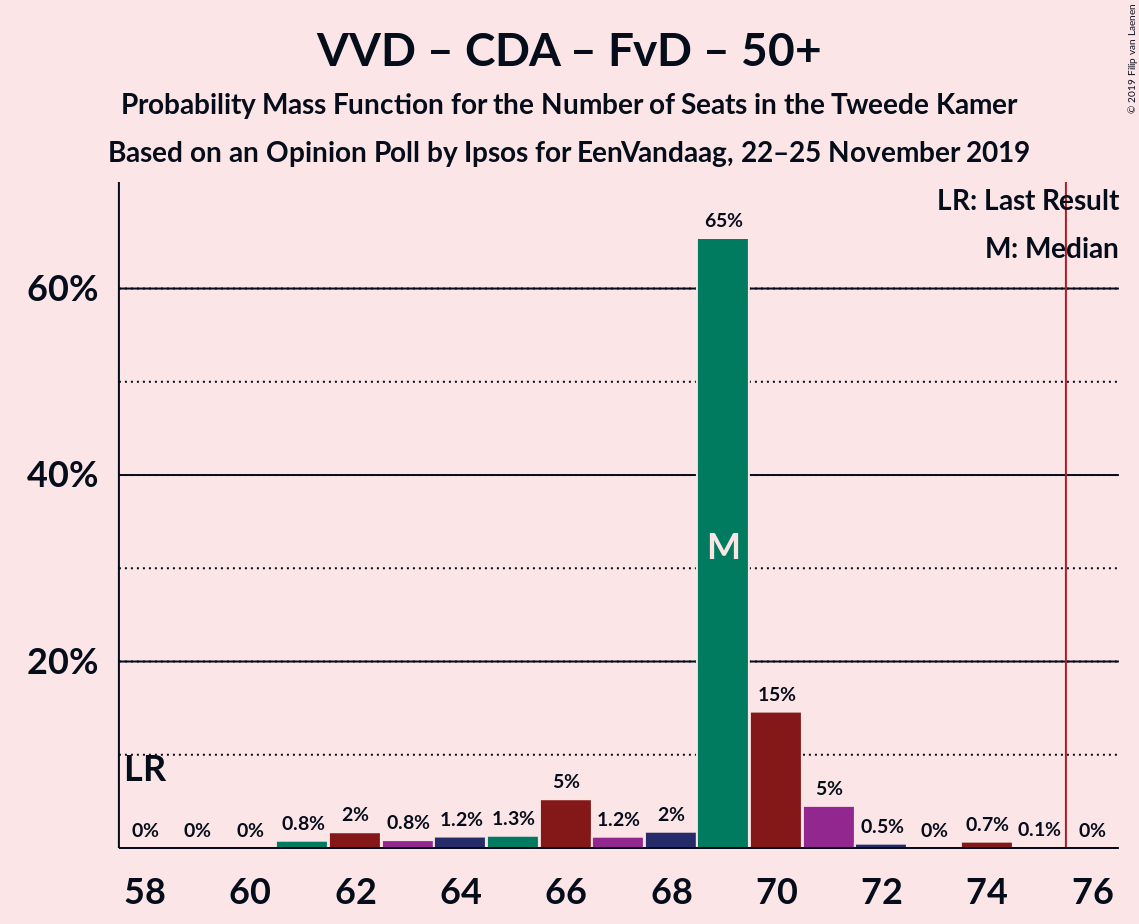 VVD – CDA – FvD – 50+
Probability Mass Function for the Number of Seats in the Tweede Kamer
Based on an Opinion Poll by Ipsos for EenVandaag, 22–25 November 2019
© 2019 Filip van Laenen
LR: Last Result
M: Median
60%
40%
20%
65%
M
15%
LR
0% 0% 0% 0.8% 2% 0.8% 1.2% 1.3% 5% 1.2% 2% 5% 0.5% 0% 0.7% 0.1% 0%
58 60 62 64 66 68 70 72 74 76